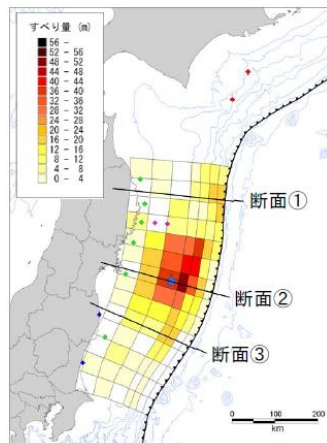 すべり量 (m)
56 -
52 - 56
48 - 52
44 - 48
40 - 44
36 - 40
32 - 36
28 - 32
24 - 28
20 - 24
16 - 20
12 - 16
8 - 12
4 - 8
0 - 4
断面①
断面②
断面③
0 100 200
km